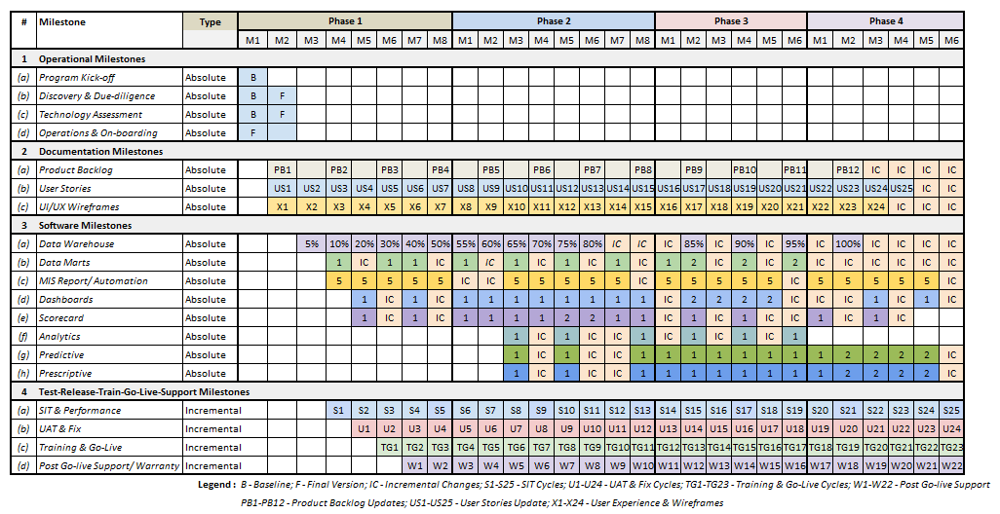 # Milestone Type Phase 1 Phase 2 Phase 3 Phase 4
M1 M2 M3 M4 M5 M6 M7 M8 M1 M2 M3 M4 M5 M6 M7 M8 M1 M2 M3 M4 M5 M6 M1 M2 M3 M4 M5 M6
1 Operational Milestones
(a) Program Kick-off Absolute B
(b) Discovery & Due-diligence Absolute B F
(c) Technology Assessment Absolute B F
(d) Operations & On-boarding Absolute F
2 Documentation Milestones
(a) Product Backlog Absolute PB1 PB2 PB3 PB4 PB5 PB6 PB7 PB8 PB9 PB10 PB11 PB12 IC IC IC IC
(b) User Stories Absolute US1 US2 US3 US4 US5 US6 US7 US8 US9 US10 US11 US12 US13 US14 US15 US16 US17 US18 US19 US20 US21 US22 US23 US24 US25 IC IC
(c) UI/UX Wireframes Absolute X1 X2 X3 X4 X5 X6 X7 X8 X9 X10 X11 X12 X13 X14 X15 X16 X17 X18 X19 X20 X21 X22 X23 X24 IC IC IC
3 Software Milestones
(a) Data Warehouse Absolute 5% 10% 20% 30% 40% 50% 55% 60% 65% 70% 75% 80% IC IC IC 85% IC 90% IC 95% IC 100% IC IC IC IC
(b) Data Marts Absolute 1 IC 1 1 IC 1 IC 1 IC 1 IC 1 IC 1 2 IC 2 IC 2 IC IC IC IC IC IC
(c) MIS Report/ Automation Absolute 5 5 5 5 5 IC IC 5 5 5 5 5 IC 5 5 5 5 5 IC 5 5 5 5 5 IC
(d) Dashboards Absolute 1 IC 1 IC 1 1 1 1 1 1 1 1 IC 2 2 2 2 IC IC IC 1 IC 1 IC
(e) Scorecard Absolute 1 IC 1 IC 1 1 1 1 2 2 1 1 IC 1 IC 1 IC IC 1 IC 1 IC
(f) Analytics Absolute 1 IC 1 IC IC 1 IC 1 IC 1 IC 1
(g) Predictive Absolute 1 IC 1 IC IC 1 1 1 1 1 1 1 1 2 2 2 2 IC
(h) Prescriptive Absolute 1 IC 1 IC IC 1 1 1 1 1 1 1 1 2 2 2 2 IC
4 Test-Release-Train-Go-Live-Support Milestones
(a) SIT & Performance Incremental S1 S2 S3 S4 S5 S6 S7 S8 S9 S10 S11 S12 S13 S14 S15 S16 S17 S18 S19 S20 S21 S22 S23 S24 S25
(b) UAT & Fix Incremental U1 U2 U3 U4 U5 U6 U7 U8 U9 U10 U11 U12 U13 U14 U15 U16 U17 U18 U19 U20 U21 U22 U23 U24
(c) Training & Go-Live Incremental TG1 TG2 TG3 TG4 TG5 TG6 TG7 TG8 TG9 TG10 TG11 TG12 TG13 TG14 TG15 TG16 TG17 TG18 TG19 TG20 TG21 TG22 TG23
(d) Post Go-live Support/ Warranty Incremental W1 W2 W3 W4 W5 W6 W7 W8 W9 W10 W11 W12 W13 W14 W15 W16 W17 W18 W19 W20 W21 W22
Legend : B - Baseline; F - Final Version; IC - Incremental Changes; S1-S25 - SIT Cycles; U1-U24 - UAT & Fix Cycles; TG1-TG23 - Training & Go-Live Cycles; W1-W22 - Post Go-live Support
PB1-PB12 - Product Backlog Updates; US1-US25 - User Stories Update; X1-X24 - User Experience & Wireframes